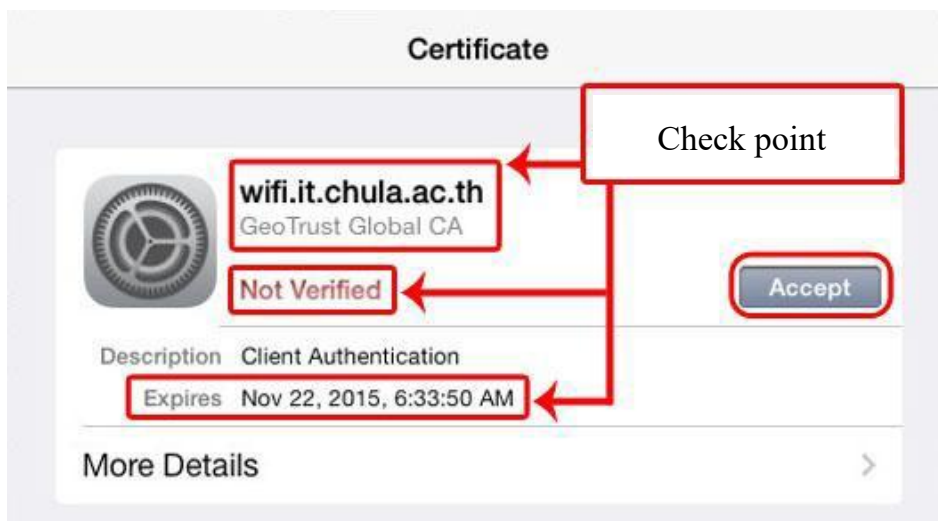 Certificate
Check point
wifi.it.chula.ac.th
GeoTrust Global CA
Not Verified
Accept
Description Client Authentication
Expires Nov 22, 2015, 6:33:50 AM
More Details